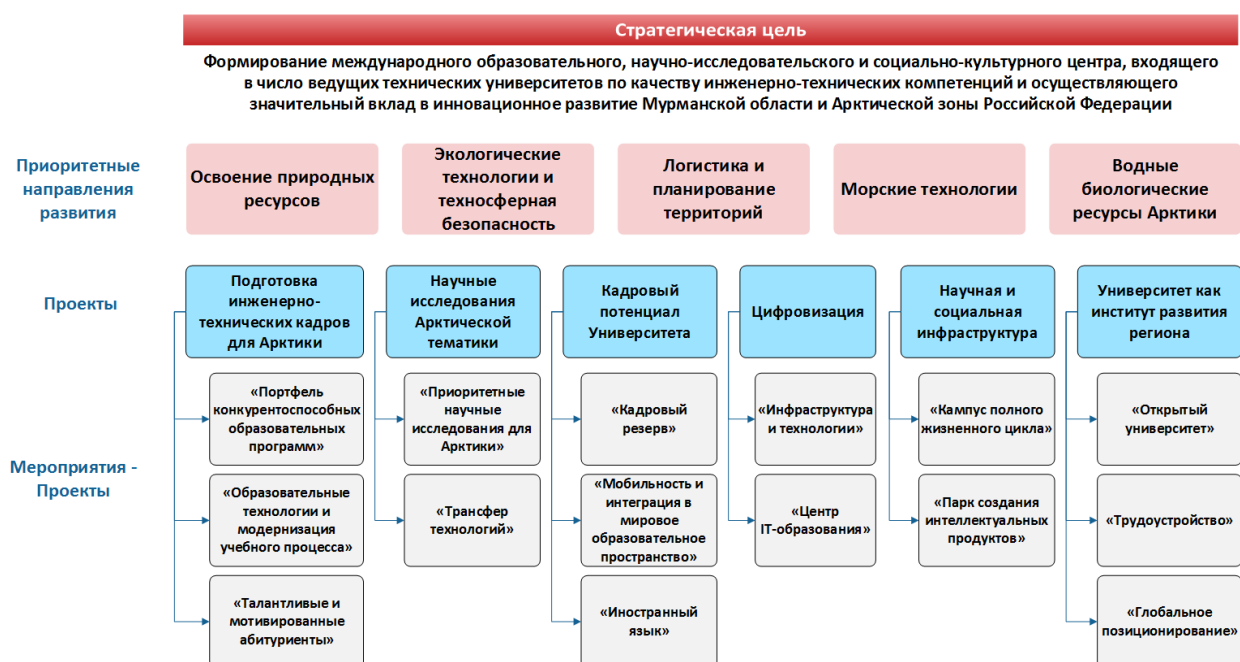 Стратегическая цель
Формирование международного образовательного, научно-исследовательского и социально-культурного центра, входящего
в число ведущих технических университетов по качеству инженерно-технических компетенций и осуществляющего
значительный вклад в инновационное развитие Мурманской области и Арктической зоны Российской Федерации
Приоритетные
направления
развития
Освоение природных
ресурсов
Экологические
технологии и
техносферная
безопасность
Логистика и
планирование
территорий
Морские технологии
Водные
биологические
ресурсы Арктики
Проекты
Подготовка
инженерно-
технических кадров
для Арктики
Научные
исследования
Арктической
тематики
Кадровый
потенциал
Университета
Цифровизация
Научная и
социальная
инфраструктура
Университет как
институт развития
региона
Мероприятия -
Проекты
«Портфель
конкурентоспособных
образовательных
программ»
«Приоритетные
научные
исследования для
Арктики»
«Кадровый
резерв»
«Инфраструктура
и технологии»
«Кампус полного
жизненного цикла»
«Открытый
университет»
«Образовательные
технологии и
модернизация
учебного процесса»
«Трансфер
технологий»
«Мобильность и
интеграция в
мировое
образовательное
пространство»
«Центр
IT-образования»
«Парк создания
интеллектуальных
продуктов»
«Трудоустройство»
«Талантливые и
мотивированные
абитуриенты»
«Иностранный
язык»
«Глобальное
позиционирование»